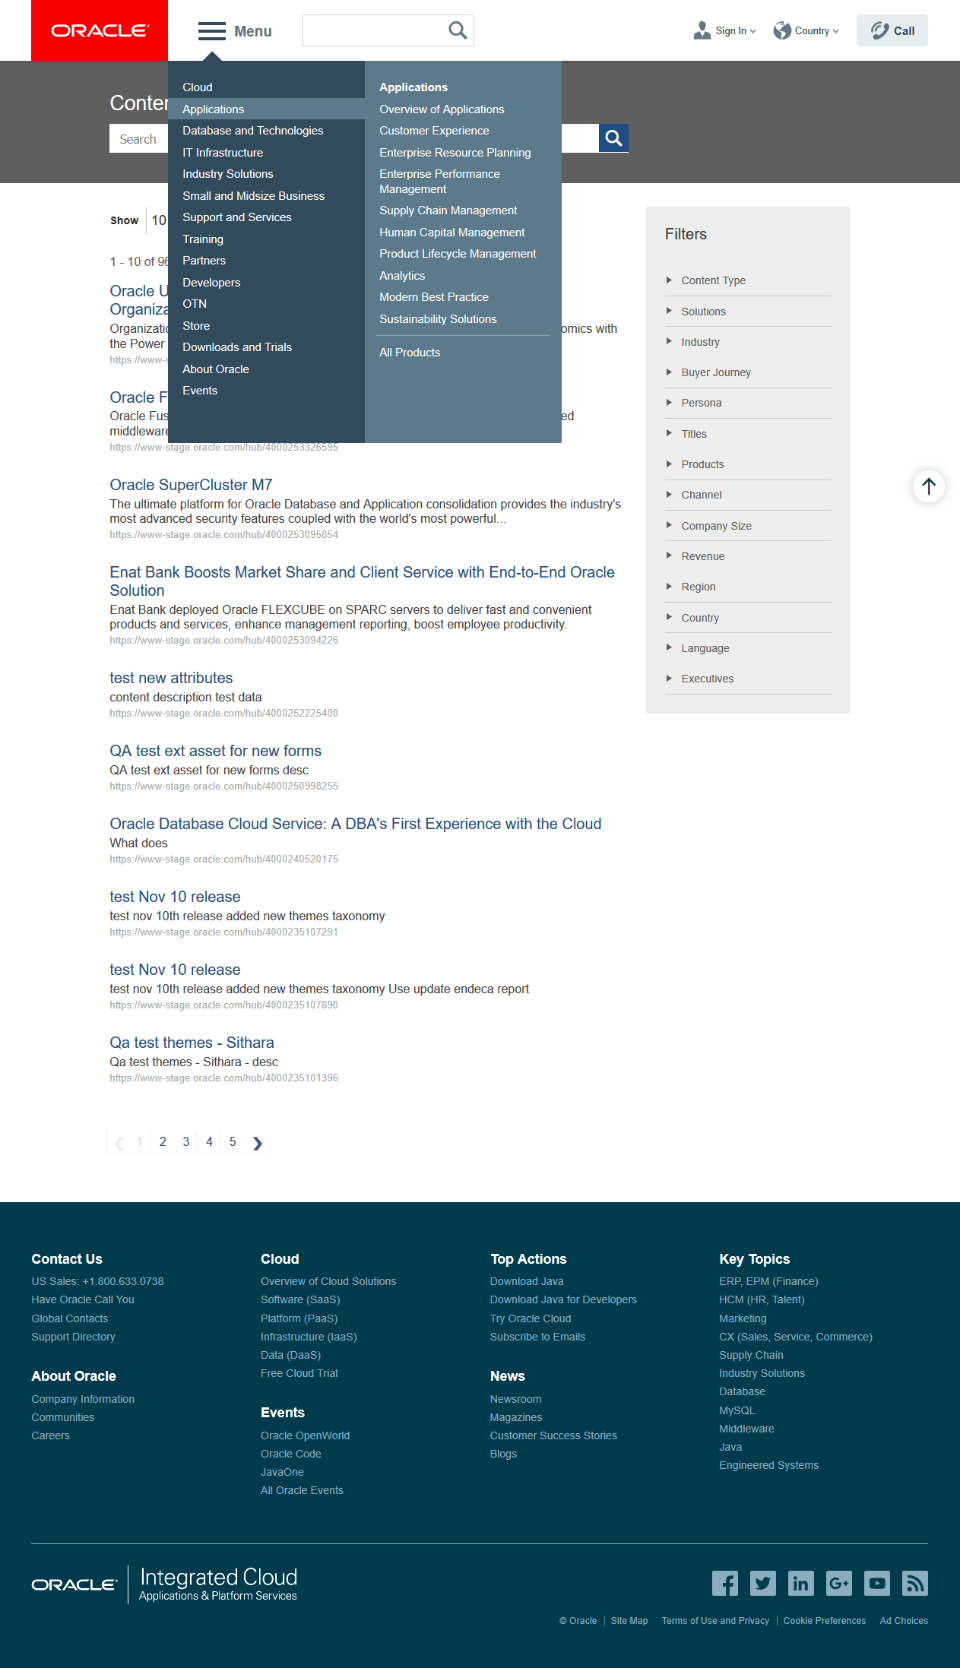 ORACLE
Menu
Sign In
Country
Call
Cloud
Applications
Database and Technologies
IT Infrastructure
Industry Solutions
Small and Midsize Business
Support and Services
Training
Partners
Developers
OTN
Store
Downloads and Trials
About Oracle
Events
Applications
Overview of Applications
Customer Experience
Enterprise Resource Planning
Enterprise Performance
Management
Supply Chain Management
Human Capital Management
Product Lifecycle Management
Analytics
Modern Best Practice
Sustainability Solutions
All Products
Search
Show 10
1 - 10 of
Oracle
omics with
the Power
Oracle
ed
https://www-stage.oracle.com/hub/4000253326595
Oracle SuperCluster M7
The ultimate platform for Oracle Database and Application consolidation provides the industry's
most advanced security features coupled with the world's most powerful...
https://www-stage.oracle.com/hub/4000253095854
Enat Bank Boosts Market Share and Client Service with End-to-End Oracle
Solution
Enat Bank deployed Oracle FLEXCUBE on SPARC servers to deliver fast and convenient
products and services, enhance management reporting, boost employee productivity.
https://www-stage.oracle.com/hub/4000253094226
test new attributes
content description test data
https://www-stage.oracle.com/hub/4000252225400
QA test ext asset for new forms
QA test ext asset for new forms desc
https://www-stage.oracle.com/hub/4000250998255
Oracle Database Cloud Service: A DBA's First Experience with the Cloud
What does
https://www-stage.oracle.com/hub/4000240520175
test Nov 10 release
test nov 10th release added new themes taxonomy
https://www-stage.oracle.com/hub/4000235107291
test Nov 10 release
test nov 10th release added new themes taxonomy Use update endeca report
https://www-stage.oracle.com/hub/4000235107890
Qa test themes - Sithara
Qa test themes - Sithara - desc
https://www-stage.oracle.com/hub/4000235101396
1 2 3 4 5
Filters
Content Type
Solutions
Industry
Buyer Journey
Persona
Titles
Products
Channel
Company Size
Revenue
Region
Country
Language
Executives
Contact Us
US Sales: +1.800.633.0738
Have Oracle Call You
Global Contacts
Support Directory
About Oracle
Company Information
Communities
Careers
Cloud
Overview of Cloud Solutions
Software (SaaS)
Platform (PaaS)
Infrastructure (IaaS)
Data (DaaS)
Free Cloud Trial
Events
Oracle OpenWorld
Oracle Code
JavaOne
All Oracle Events
Top Actions
Download Java
Download Java for Developers
Try Oracle Cloud
Subscribe to Emails
News
Newsroom
Magazines
Customer Success Stories
Blogs
Key Topics
ERP, EPM (Finance)
HCM (HR, Talent)
Marketing
CX (Sales, Service, Commerce)
Supply Chain
Industry Solutions
Database
MySQL
Middleware
Java
Engineered Systems
ORACLE
Integrated Cloud
Applications & Platform Services
© Oracle | Site Map Terms of Use and Privacy | Cookie Preferences Ad Choices